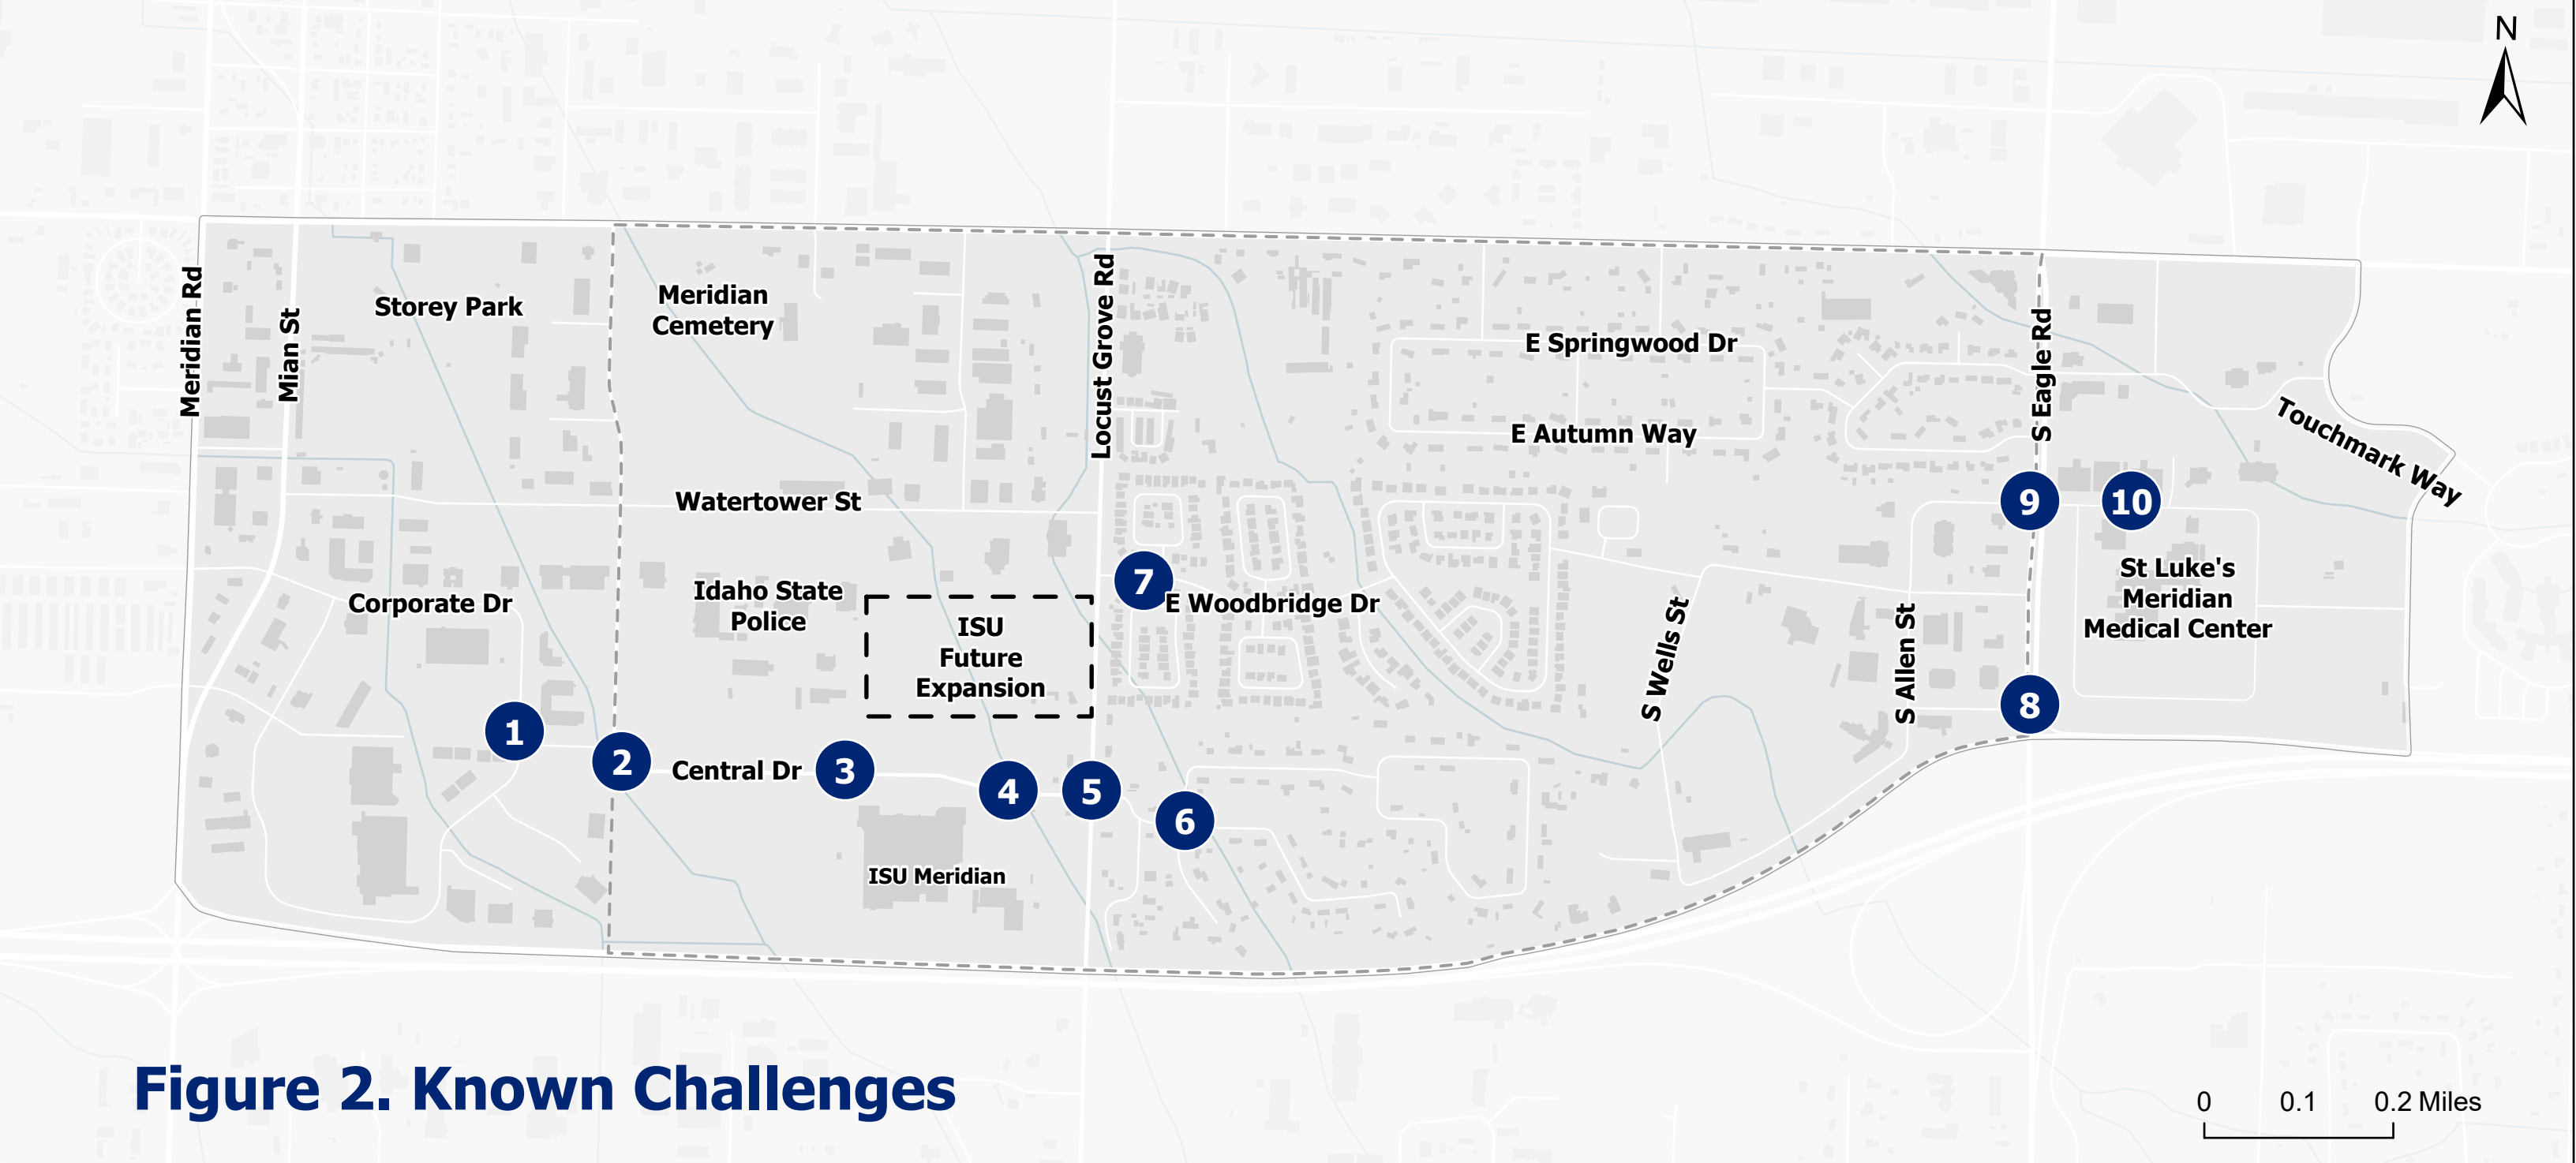 N
Meridian Rd
Mian St
Storey Park
Meridian
Cemetery
Locust Grove Rd
E Springwood Dr
E Autumn Way
S Eagle Rd
Touchmark Way
Watertower St
9
10
Corporate Dr
Idaho State
Police
ISU
Future
Expansion
7
E Woodbridge Dr
S Wells St
S Allen St
St Luke's
Meridian
Medical Center
8
1
2
Central Dr
3
4
5
6
ISU Meridian
Figure 2. Known Challenges
0 0.1 0.2 Miles